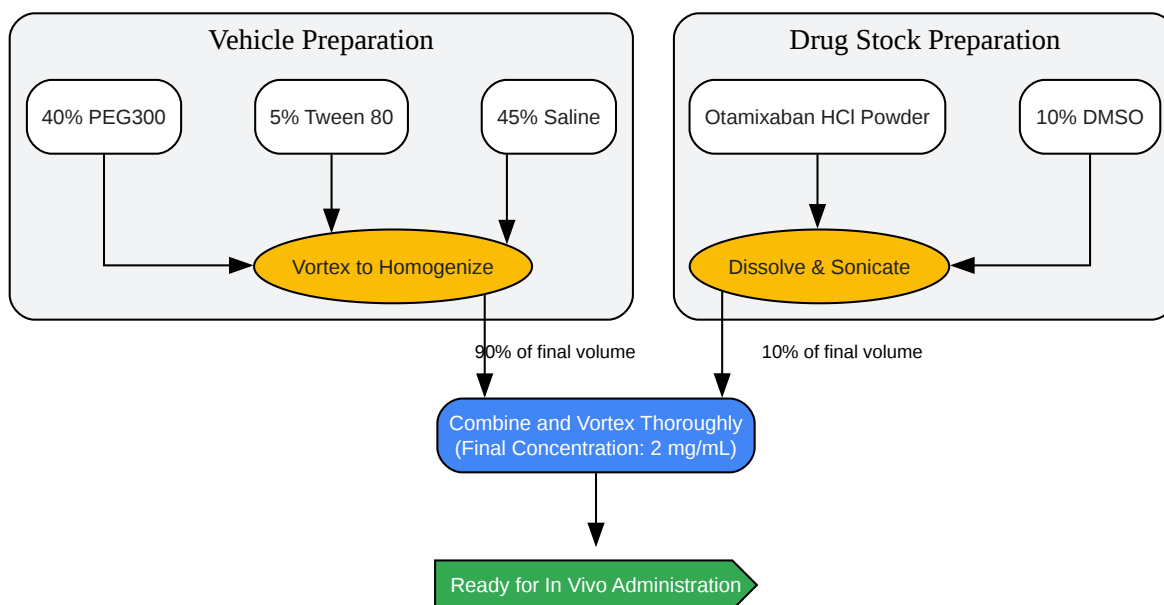 Vehicle Preparation
Drug Stock Preparation
40% PEG300
5% Tween 80
45% Saline
Otamixaban HCl Powder
10% DMSO
Vortex to Homogenize
Dissolve & Sonicate
90% of final volume
10% of final volume
Combine and Vortex Thoroughly
(Final Concentration: 2 mg/mL)
Ready for In Vivo Administration